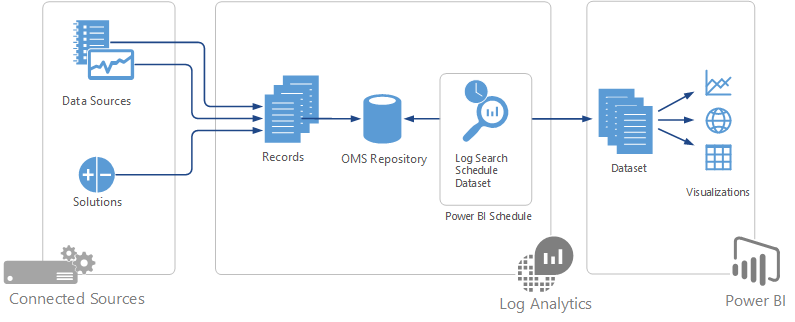 Data Sources
Solutions
Connected Sources
Records
OMS Repository
Log Search
Schedule
Dataset
Power BI Schedule
Log Analytics
Dataset
Visualizations
Power BI